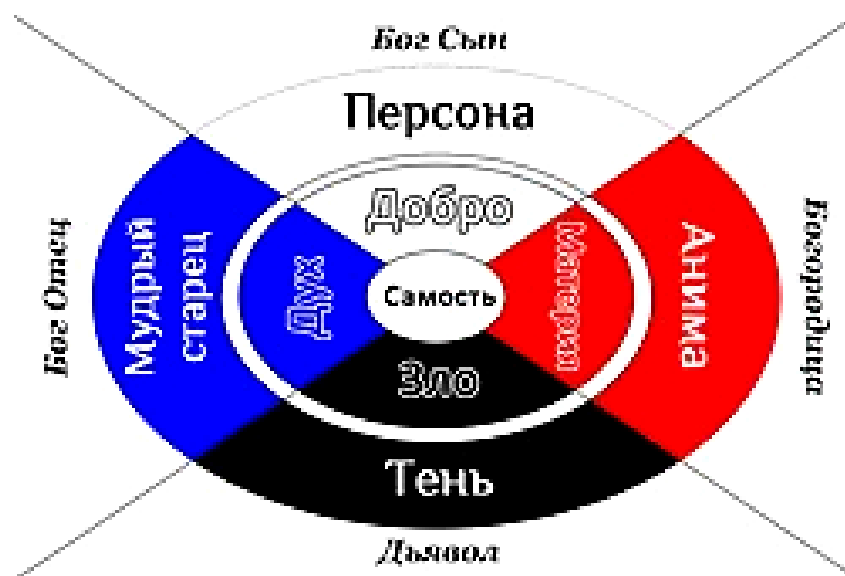 Бог Сын
Персона
Добро
Бог Отец
Мудрый
старец
Дух
Самость
Материя
Анима
Богородица
Зло
Тень
Дьявол